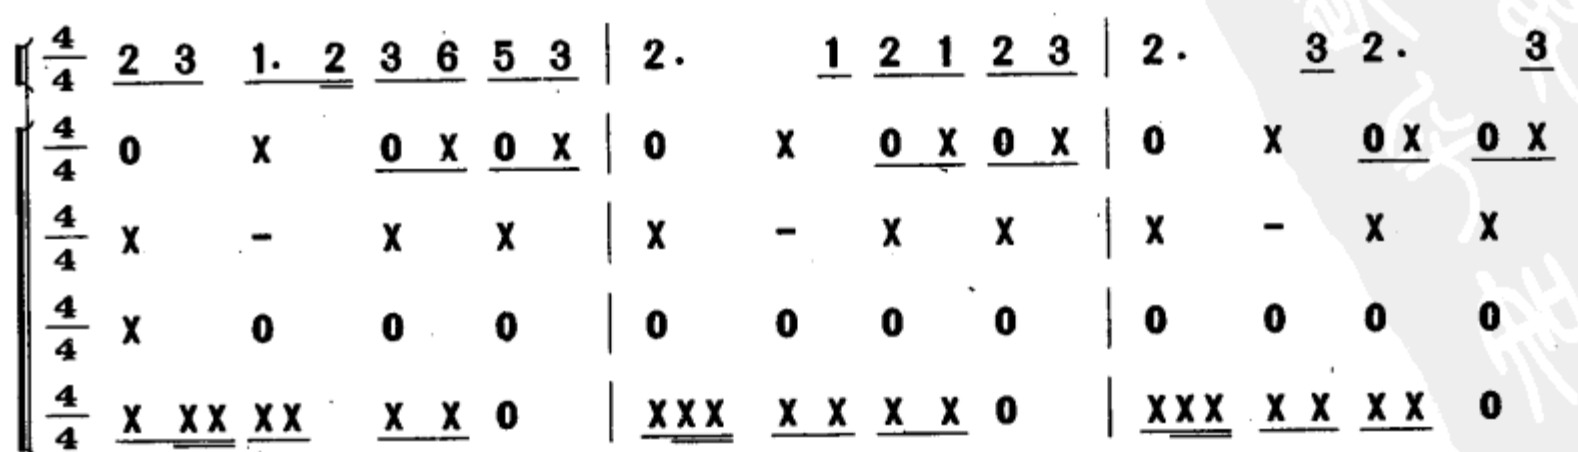 4/4 2 3 1. 2 3 6 5 3 | 2. 1 2 1 2 3 | 2. 3 2. 3
4/4 0 X 0 X 0 X | 0 X 0 X 0 X | 0 X 0 X 0 X
4/4 X - X X | X - X X | X - X X
4/4 X 0 0 0 | 0 0 0 0 | 0 0 0 0
4/4 X XX XX X X 0 | XXX X X X X 0 | XXX X X X X 0